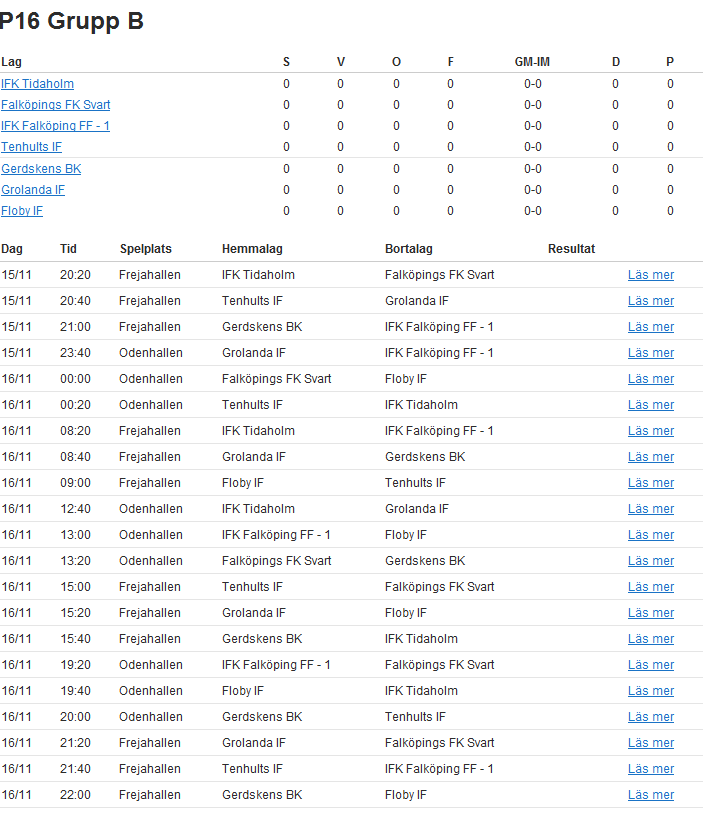 P16 Grupp B
Lag S V O F GM-IM D P
IFK Tidaholm 0 0 0 0 0-0 0 0
Falköpings FK Svart 0 0 0 0 0-0 0 0
IFK Falköping FF - 1 0 0 0 0 0-0 0 0
Tenhults IF 0 0 0 0 0-0 0 0
Gerdskens BK 0 0 0 0 0-0 0 0
Grolanda IF 0 0 0 0 0-0 0 0
Floby IF 0 0 0 0 0-0 0 0
Dag Tid Spelplats Hemmalag Bortalag Resultat
15/11 20:20 Frejahallen IFK Tidaholm Falköpings FK Svart Läs mer
15/11 20:40 Frejahallen Tenhults IF Grolanda IF Läs mer
15/11 21:00 Frejahallen Gerdskens BK IFK Falköping FF - 1 Läs mer
15/11 23:40 Odenhallen Grolanda IF IFK Falköping FF - 1 Läs mer
16/11 00:00 Odenhallen Falköpings FK Svart Floby IF Läs mer
16/11 00:20 Odenhallen Tenhults IF IFK Tidaholm Läs mer
16/11 08:20 Frejahallen IFK Tidaholm IFK Falköping FF - 1 Läs mer
16/11 08:40 Frejahallen Grolanda IF Gerdskens BK Läs mer
16/11 09:00 Frejahallen Floby IF Tenhults IF Läs mer
16/11 12:40 Odenhallen IFK Tidaholm Grolanda IF Läs mer
16/11 13:00 Odenhallen IFK Falköping FF - 1 Floby IF Läs mer
16/11 13:20 Odenhallen Falköpings FK Svart Gerdskens BK Läs mer
16/11 15:00 Frejahallen Tenhults IF Falköpings FK Svart Läs mer
16/11 15:20 Frejahallen Grolanda IF Floby IF Läs mer
16/11 15:40 Frejahallen Gerdskens BK IFK Tidaholm Läs mer
16/11 19:20 Odenhallen IFK Falköping FF - 1 Falköpings FK Svart Läs mer
16/11 19:40 Odenhallen Floby IF IFK Tidaholm Läs mer
16/11 20:00 Odenhallen Gerdskens BK Tenhults IF Läs mer
16/11 21:20 Frejahallen Grolanda IF Falköpings FK Svart Läs mer
16/11 21:40 Frejahallen Tenhults IF IFK Falköping FF - 1 Läs mer
16/11 22:00 Frejahallen Gerdskens BK Floby IF Läs mer